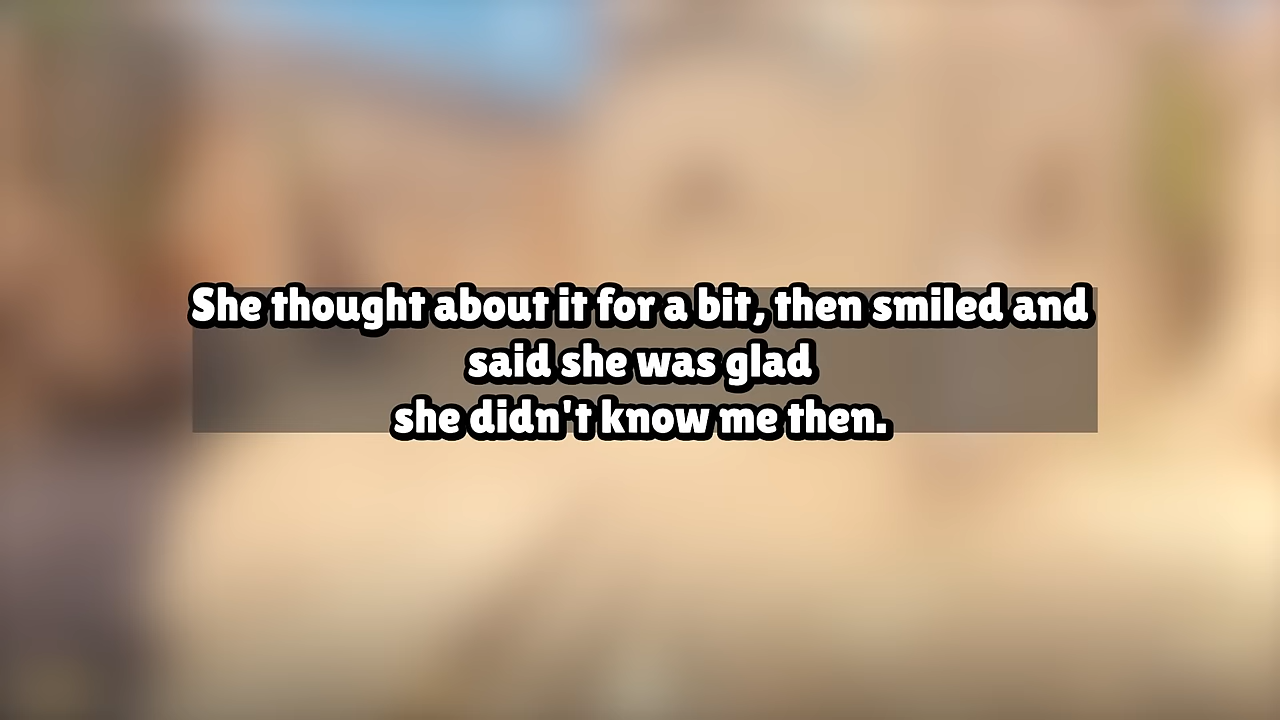 She thought about it for a bit, then smiled and
said she was glad
she didn't know me then.